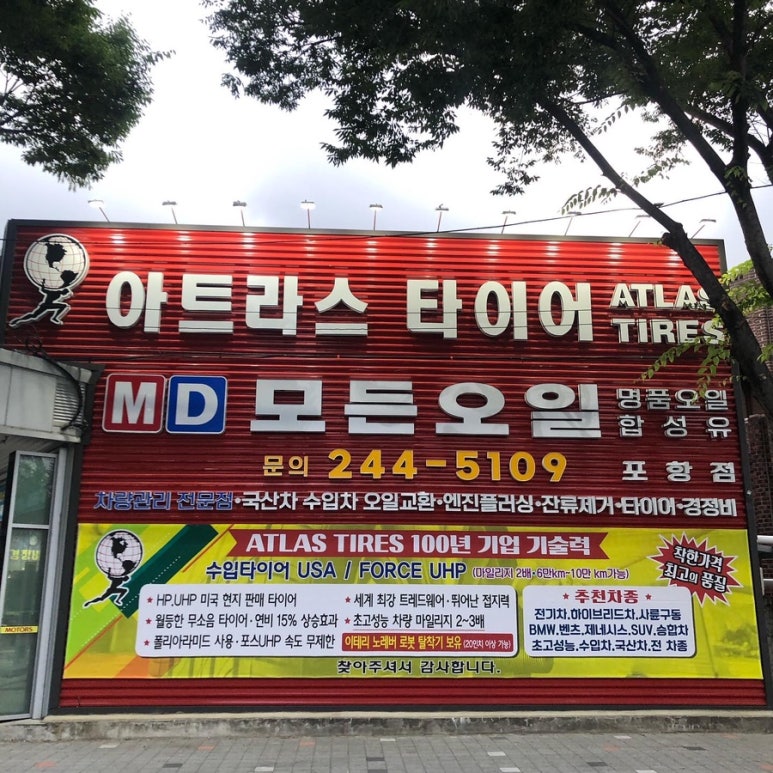 아트라스 타이어 ATLAS TIRES
MD 모든오일 명품오일 합성유
문의 244-5109 포항점
차량관리 전문점·국산차 수입차 오일교환·엔진플러싱·잔류제거·타이어·경정비
ATLAS TIRES 100년 기업 기술력
수입타이어 USA / FORCE UHP (마일리지 2배·6만km~10만 km가능)
착한가격 최고의 품질
* HP,UHP 미국 현지 판매 타이어
* 월등한 무소음 타이어·연비 15% 상승효과
* 폴리아라미드 사용·포스UHP 속도 무제한
* 세계 최강 트레드웨어·뛰어난 접지력
* 초고성능 차량 마일리지 2~3배
이테리 노레버 로봇 탈착기 보유 (20인치 이상 가능)
* 추천차종 *
전기차,하이브리드차,사륜구동
BMW,벤츠,제네시스,SUV,승합차
초고성능,수입차,국산차,전 차종
찾아주셔서 감사합니다.
MOTORS